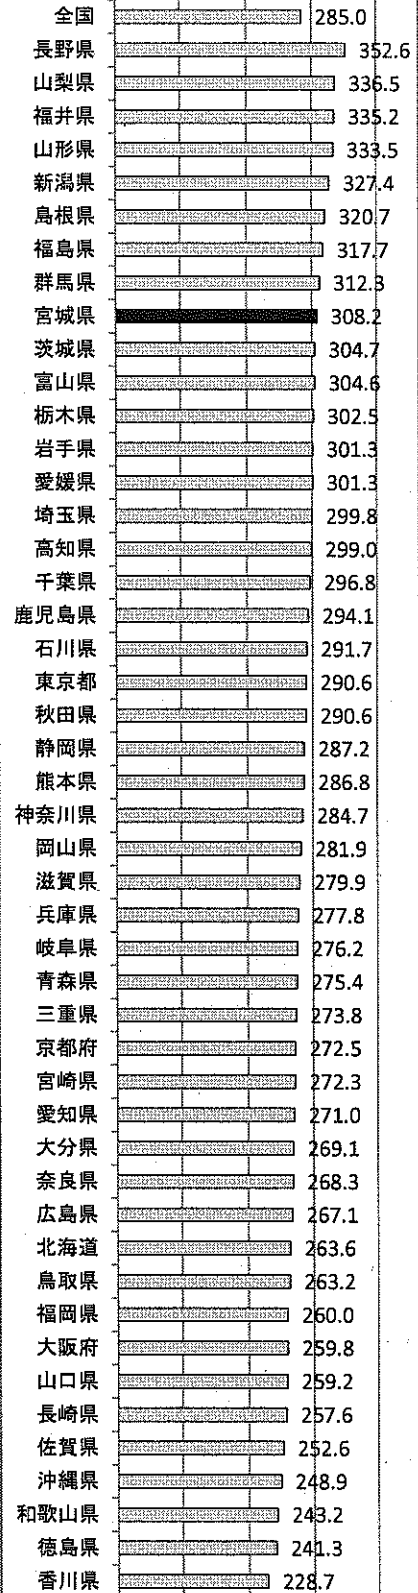 全国 285.0
長野県 352.6
山梨県 336.5
福井県 335.2
山形県 333.5
新潟県 327.4
島根県 320.7
福島県 317.7
群馬県 312.3
宮城県 308.2
茨城県 304.7
富山県 304.6
栃木県 302.5
岩手県 301.3
愛媛県 301.3
埼玉県 299.8
高知県 299.0
千葉県 296.8
鹿児島県 294.1
石川県 291.7
東京都 290.6
秋田県 290.6
静岡県 287.2
熊本県 286.8
神奈川県 284.7
岡山県 281.9
滋賀県 279.9
兵庫県 277.8
岐阜県 276.2
青森県 275.4
三重県 273.8
京都府 272.5
宮崎県 272.3
愛知県 271.0
大分県 269.1
奈良県 268.3
広島県 267.1
北海道 263.6
鳥取県 263.2
福岡県 260.0
大阪府 259.8
山口県 259.2
長崎県 257.6
佐賀県 252.6
沖縄県 248.9
和歌山県 243.2
徳島県 241.3
香川県 228.7